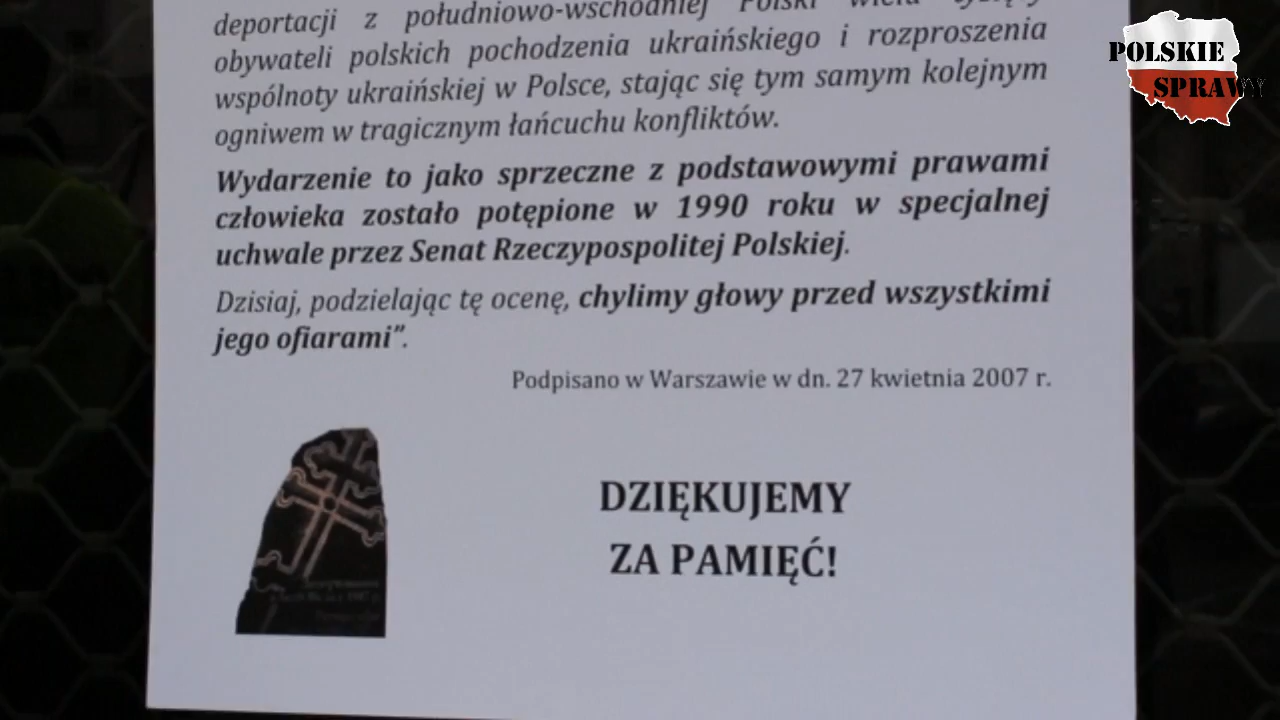 deportacji z południowo-wschodniej Polski wielu tysięcy
obywateli polskich pochodzenia ukraińskiego i rozproszenia
wspólnoty ukraińskiej w Polsce, stając się tym samym kolejnym
ogniwem w tragicznym łańcuchu konfliktów.
Wydarzenie to jako sprzeczne z podstawowymi prawami
człowieka zostało potępione w 1990 roku w specjalnej
uchwale przez Senat Rzeczypospolitej Polskiej.
Dzisiaj, podzielając tę ocenę, chylimy głowy przed wszystkimi
jego ofiarami”.
Podpisano w Warszawie w dn. 27 kwietnia 2007 r.
DZIĘKUJEMY
ZA PAMIĘĆ!
POLSKIE
SPRAWY